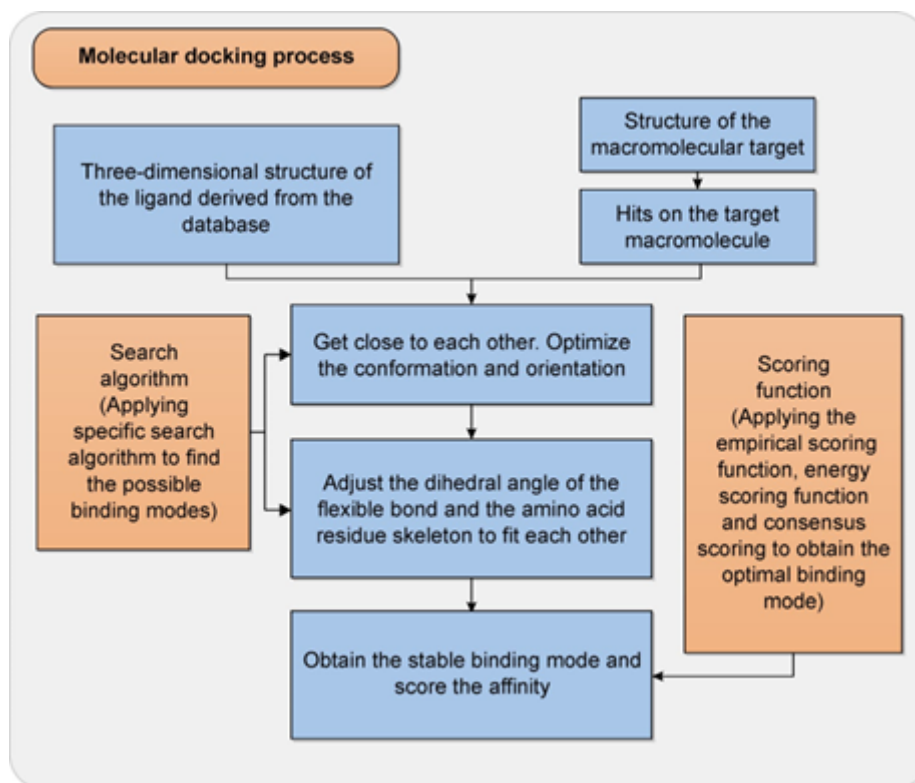 Molecular docking process
Structure of the
macromolecular target
Three-dimensional structure of
the ligand derived from the
database
Hits on the target
macromolecule
Get close to each other. Optimize
the conformation and orientation
Search
algorithm
(Applying
specific search
algorithm to find
the possible
binding modes)
Scoring
function
(Applying the
empirical scoring
function, energy
scoring function
and consensus
scoring to obtain the
optimal binding
mode)
Adjust the dihedral angle of the
flexible bond and the amino acid
residue skeleton to fit each other
Obtain the stable binding mode and
score the affinity